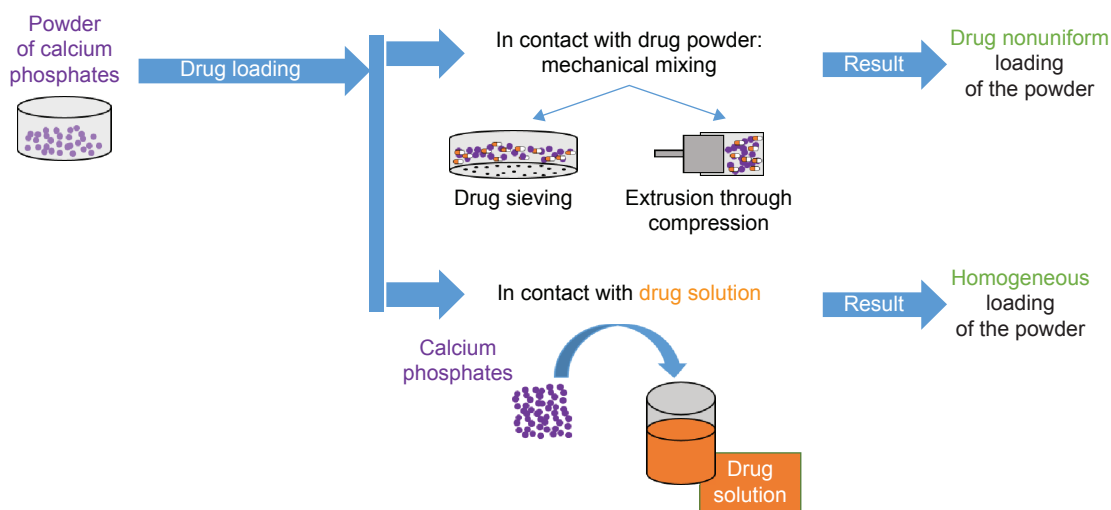 Powder
of calcium
phosphates
Drug loading
In contact with drug powder:
mechanical mixing
Result
Drug nonuniform
loading
of the powder
Drug sieving
Extrusion through
compression
In contact with drug solution
Result
Homogeneous
loading
of the powder
Calcium
phosphates
Drug
solution